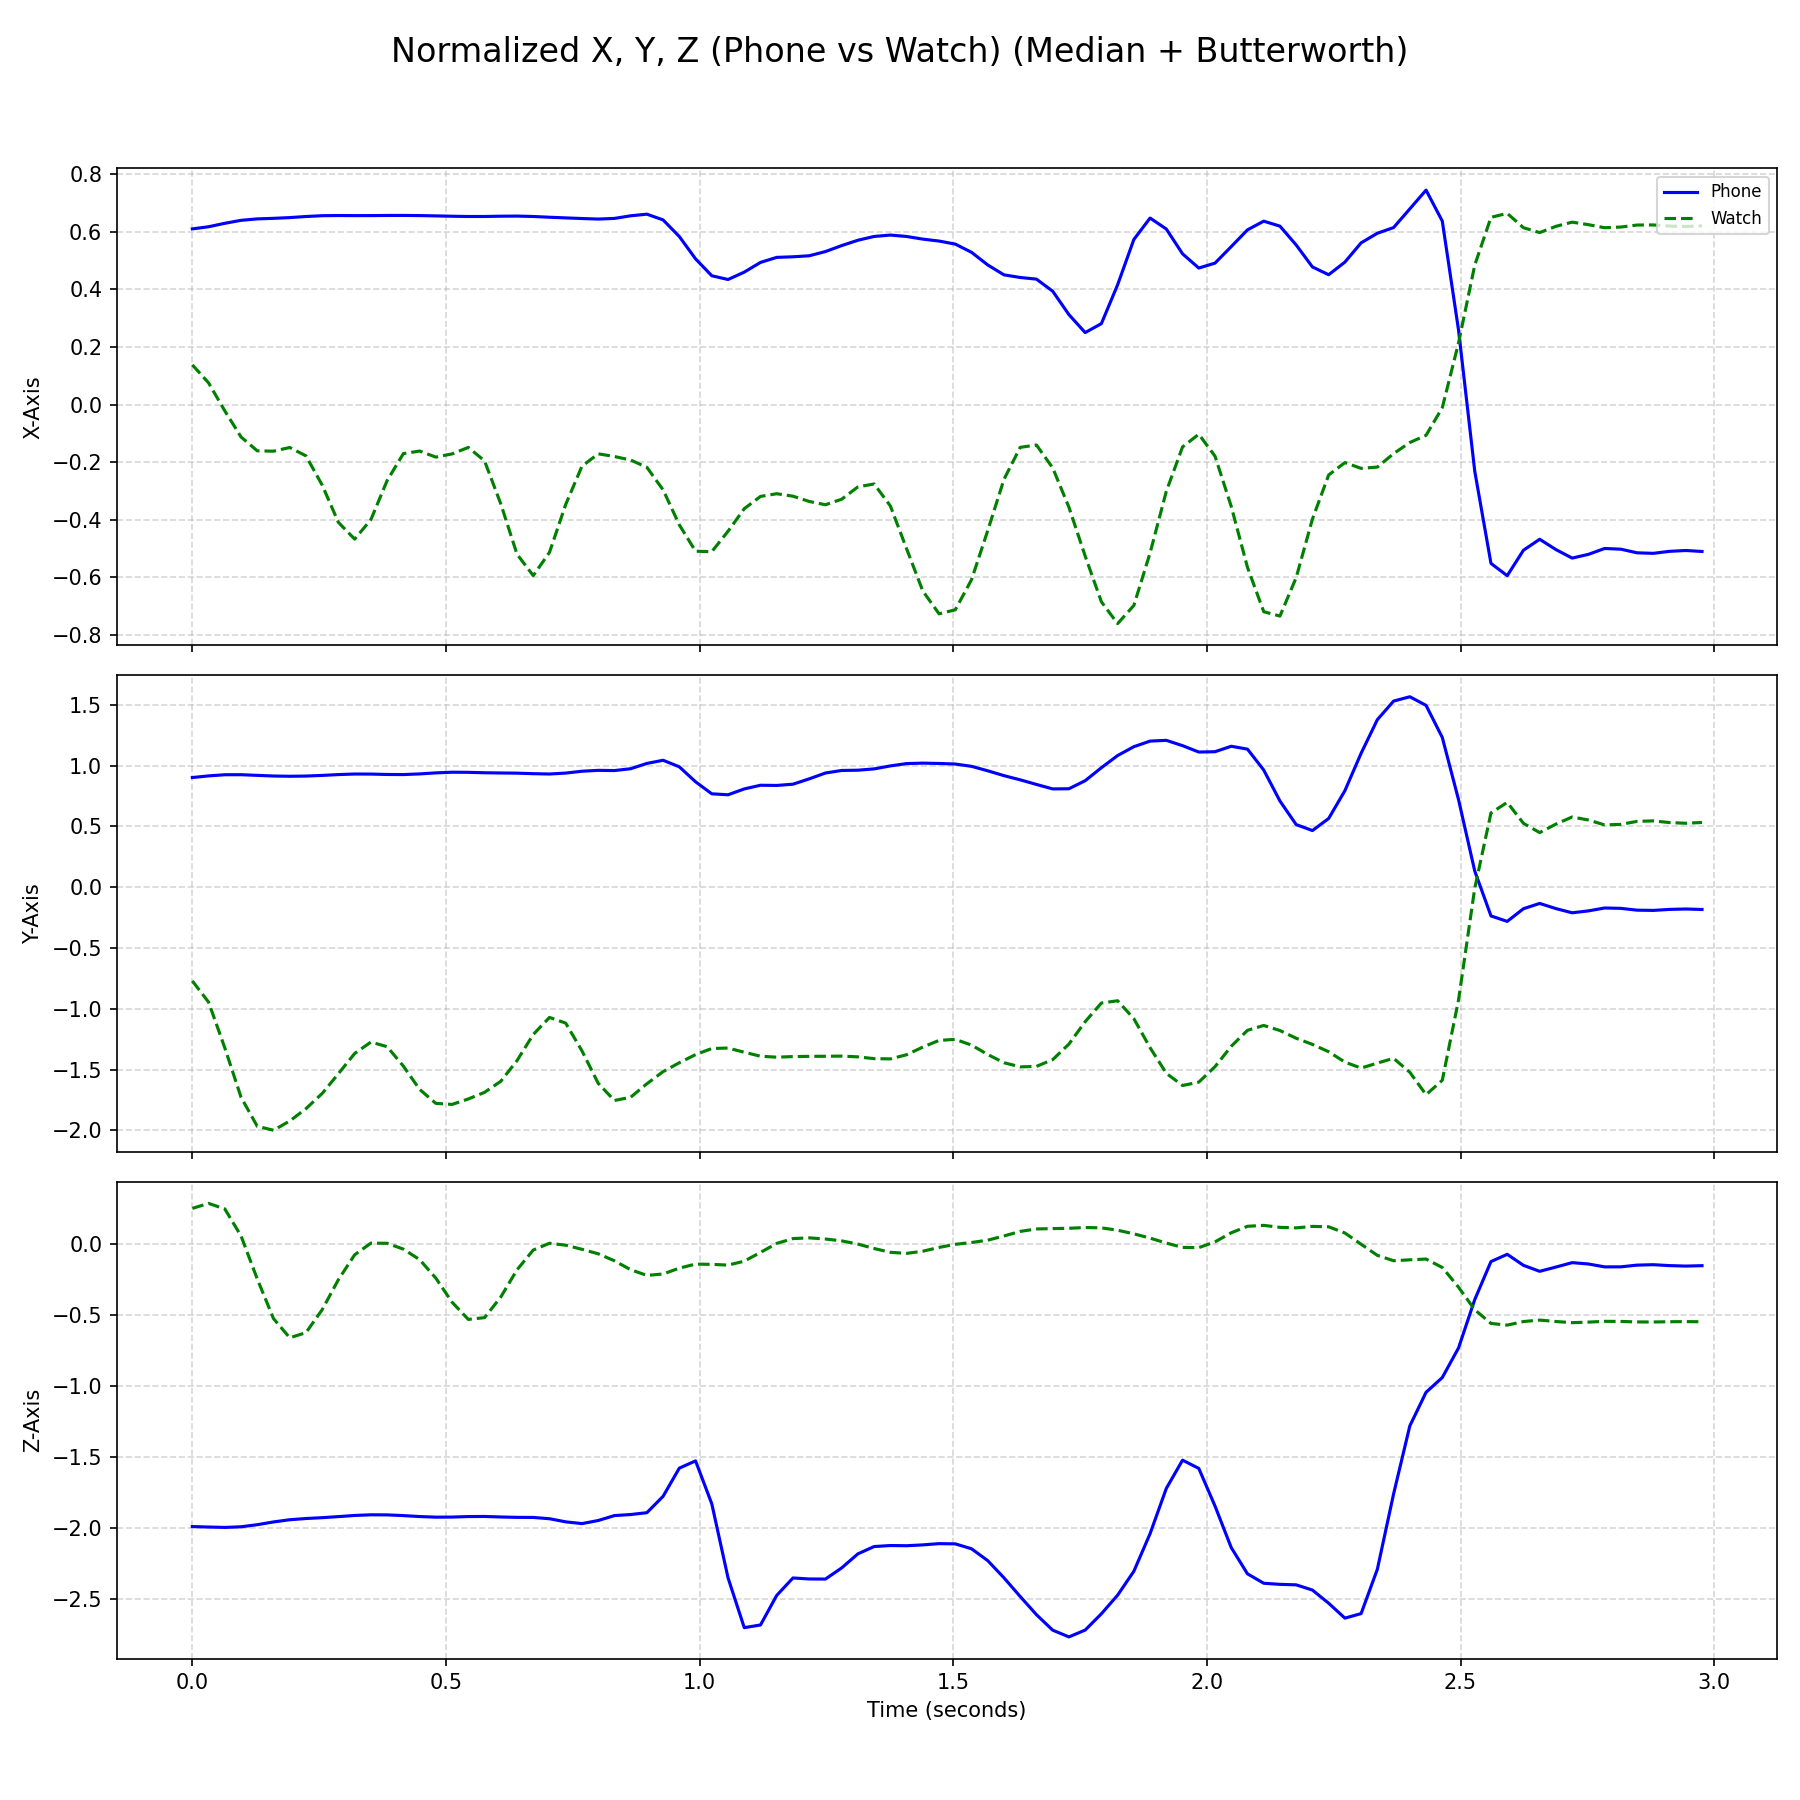 Normalized X, Y, Z (Phone vs Watch) (Median + Butterworth)
Phone
Watch
X-Axis
0.8
0.6
0.4
0.2
0.0
−0.2
−0.4
−0.6
−0.8
Y-Axis
1.5
1.0
0.5
0.0
−0.5
−1.0
−1.5
−2.0
Z-Axis
0.0
−0.5
−1.0
−1.5
−2.0
−2.5
0.0 0.5 1.0 1.5 2.0 2.5 3.0
Time (seconds)